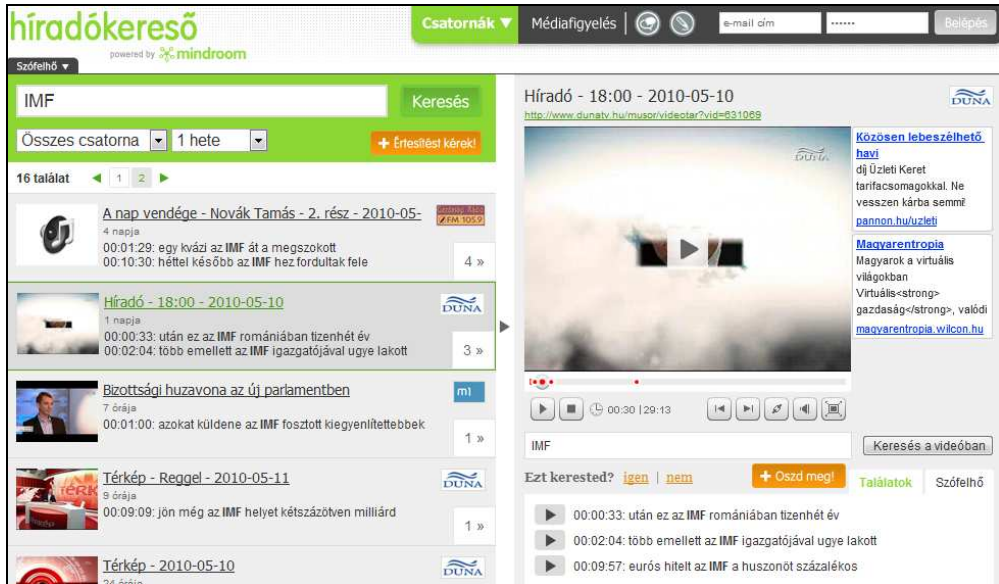 híradókereső
powered by mindroom
Szófelhő ▾
Csatornák ▼
Médiafigyelés
e-mail cím
••••••
Belépés
IMF
Keresés
Összes csatorna
1 hete
+ Értesítést kérek!
16 találat
1
2
A nap vendége - Novák Tamás - 2. rész - 2010-05-
4 napja
00:01:29: egy kvázi az IMF át a megszokott
00:10:30: héttel később az IMF hez fordultak fele
4 »
FM 105.9
Híradó - 18:00 - 2010-05-10
DUNA
1 napja
00:00:33: után ez az IMF romániában tizenhét év
00:02:04: több emellett az IMF igazgatójával ugye lakott
3 »
Bizottsági huzavona az új parlamentben
m1
7 órája
00:01:00: azokat küldene az IMF fosztott kiegyenlítettebbek
1 »
Térkép - Reggel - 2010-05-11
DUNA
9 órája
00:09:09: jön még az IMF helyet kétszázötven milliárd
1 »
Térkép - 2010-05-10
DUNA
24 órája
Híradó - 18:00 - 2010-05-10
DUNA
http://www.dunatv.hu/musor/videotar?vid=631069
DUNA
Közösen lebeszélhető
havi
díj Üzleti Keret
tarifacsomagokkal. Ne
vesszen kárba semmi!
pannon.hu/uzleti
Magyarentropia
Magyarok a virtuális
világokban
Virtuális<strong>
gazdaság</strong>, valódi
magyarentropia.wilcon.hu
00:30 | 29:13
IMF
Keresés a videóban
Ezt kerested? igen | nem
+ Oszd meg!
Találatok
Szófelhő
00:00:33: után ez az IMF romániában tizenhét év
00:02:04: több emellett az IMF igazgatójával ugye lakott
00:09:57: eurós hitelt az IMF a huszonöt százalékos